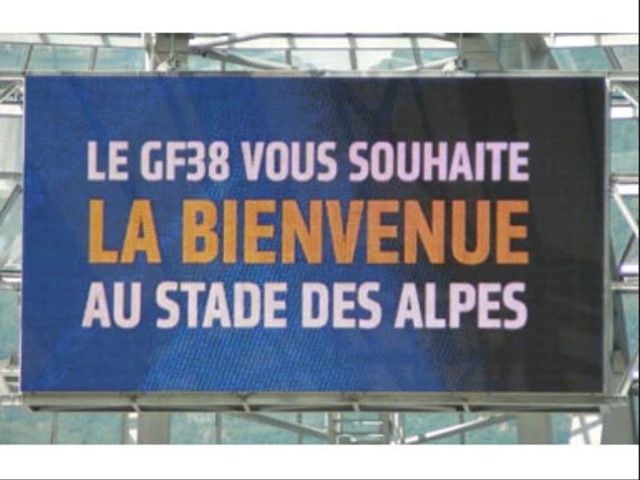 LE GF38 VOUS SOUHAITE
LA BIENVENUE
AU STADE DES ALPES